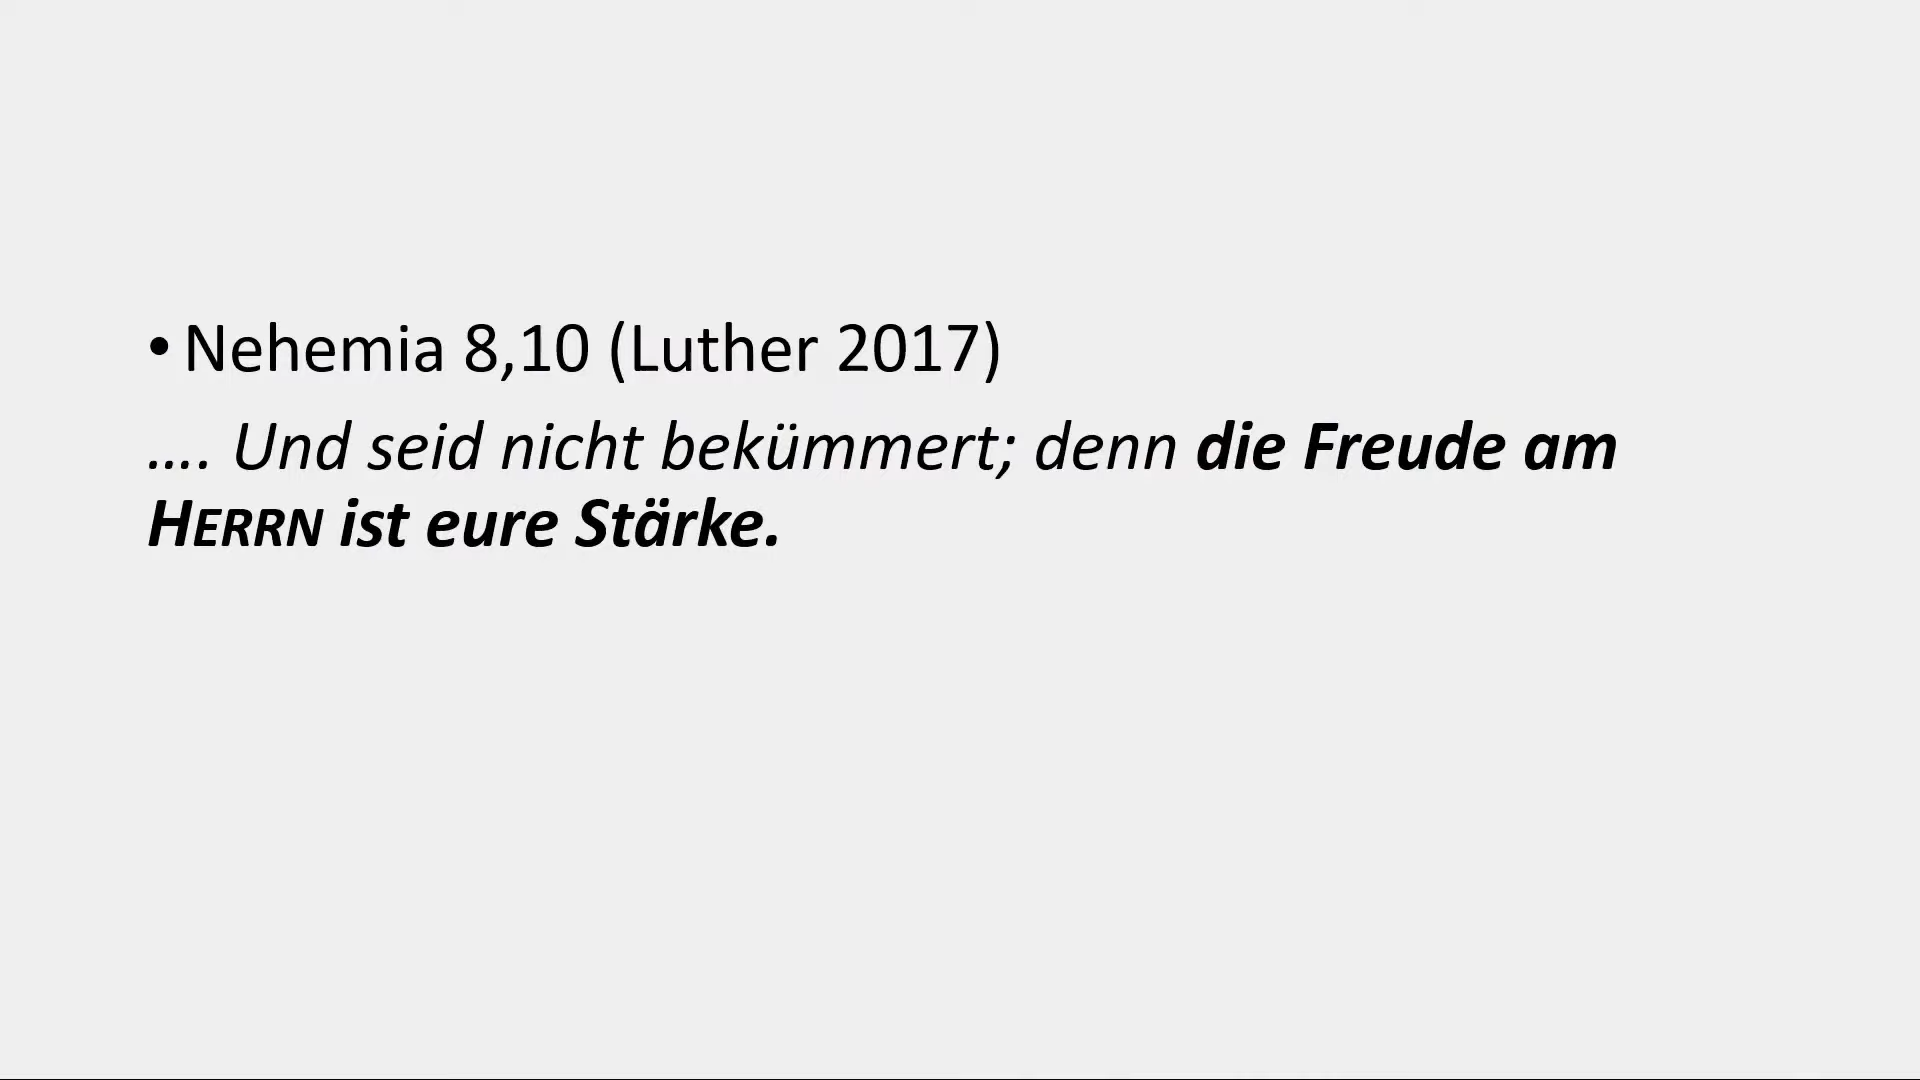 • Nehemia 8,10 (Luther 2017)
…. Und seid nicht bekümmert; denn die Freude am
HERRN ist eure Stärke.